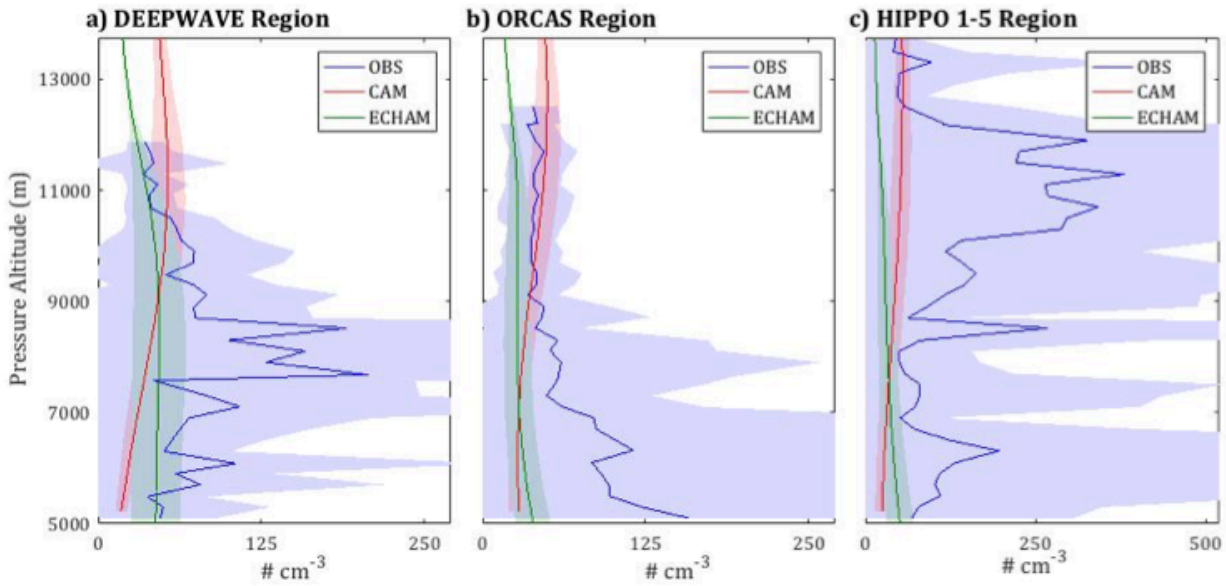 a) DEEPWAVE Region
b) ORCAS Region
c) HIPPO 1-5 Region
Pressure Altitude (m)
13000
11000
9000
7000
5000
OBS
CAM
ECHAM
OBS
CAM
ECHAM
OBS
CAM
ECHAM
0 125 250
0 125 250
0 250 500
# cm-3
# cm-3
# cm-3